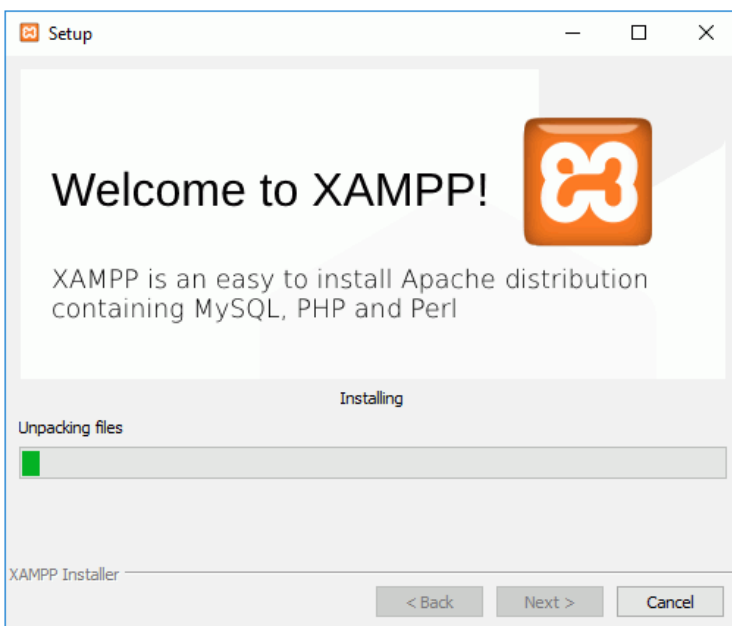 Setup
Welcome to XAMPP!
XAMPP is an easy to install Apache distribution
containing MySQL, PHP and Perl
Installing
Unpacking files
XAMPP Installer
< Back Next > Cancel